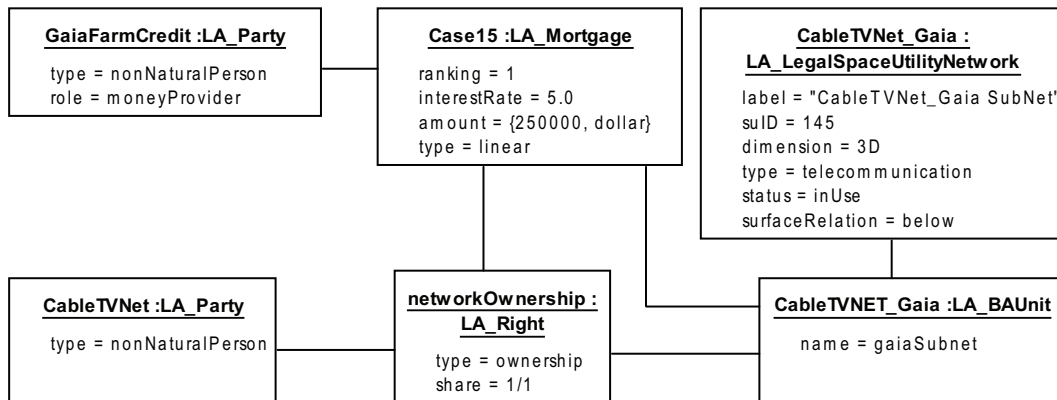 GaiaFarmCredit :LA_Party
type = nonNaturalPerson
role = moneyProvider
Case15 :LA_Mortgage
ranking = 1
interestRate = 5.0
amount = {250000, dollar}
type = linear
CableTVNet_Gaia :
LA_LegalSpaceUtilityNetwork
label = "CableTVNet_Gaia SubNet"
suID = 145
dimension = 3D
type = telecommunication
status = inUse
surfaceRelation = below
CableTVNet :LA_Party
type = nonNaturalPerson
networkOwnership :
LA_Right
type = ownership
share = 1/1
CableTVNET_Gaia :LA_BAUnit
name = gaiaSubnet